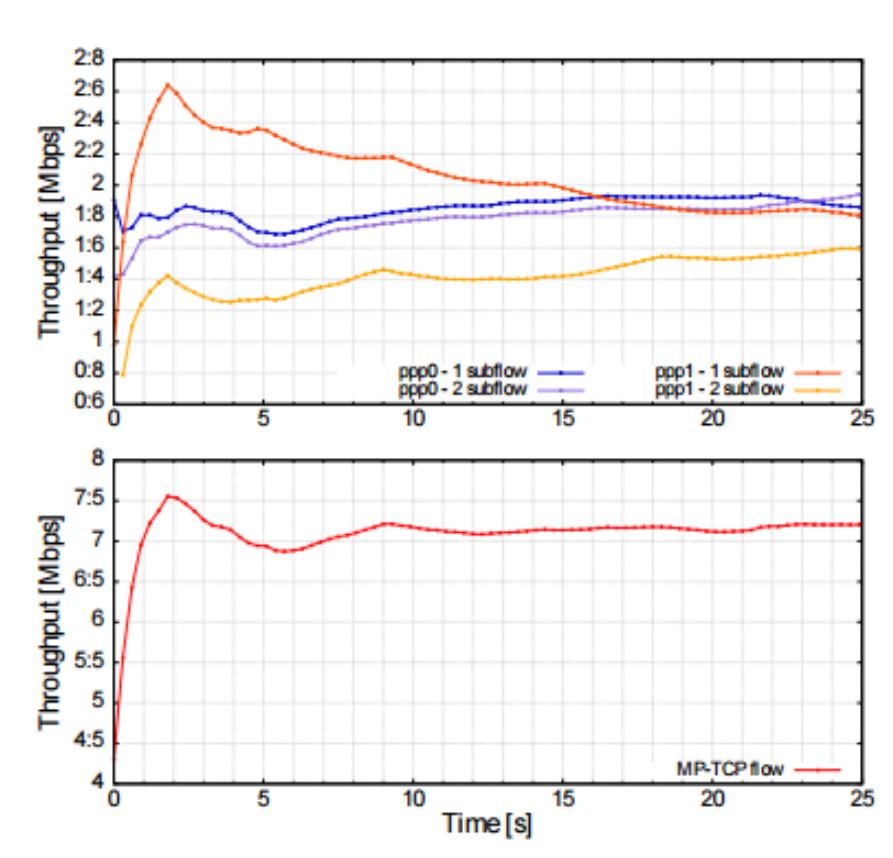 2:8
2:6
2:4
2:2
2
1:8
1:6
1:4
1:2
1
0:8
0:6
Throughput [Mbps]
ppp0 - 1 subflow ppp1 - 1 subflow
ppp0 - 2 subflow ppp1 - 2 subflow
0 5 10 15 20 25
8
7:5
7
6:5
6
5:5
5
4:5
4
Throughput [Mbps]
MP-TCP flow
0 5 10 15 20 25
Time [s]